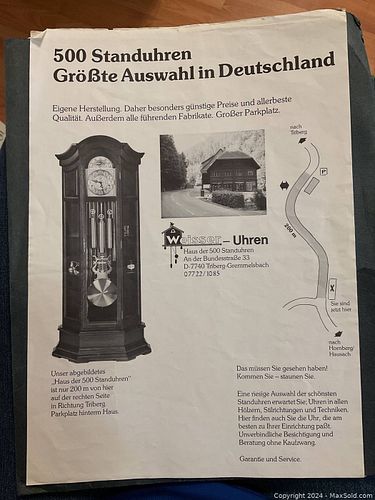 500 Standuhren
Größte Auswahl in Deutschland
Eigene Herstellung. Daher besonders günstige Preise und allerbeste
Qualität. Außerdem alle führenden Fabrikate. Großer Parkplatz.
nach
Triberg
P
200 m
Weisser – Uhren
Haus der 500 Standuhren
An der Bundesstraße 33
D-7740 Triberg-Gremmelsbach
07722/1085
X
Sie sind
jetzt hier
nach
Hornberg/
Hausach
Unser abgebildetes
„Haus der 500 Standuhren"
ist nur 200 m von hier
auf der rechten Seite
in Richtung Triberg.
Parkplatz hinterm Haus.
Das müssen Sie gesehen haben!
Kommen Sie – staunen Sie.
Eine riesige Auswahl der schönsten
Standuhren erwartet Sie. Uhren in allen
Hölzern, Stilrichtungen und Techniken.
Hier finden auch Sie die Uhr, die am
besten zu Ihrer Einrichtung paßt.
Unverbindliche Besichtigung und
Beratung ohne Kaufzwang.
Garantie und Service.
Copyright © 2024 - MaxSold.com